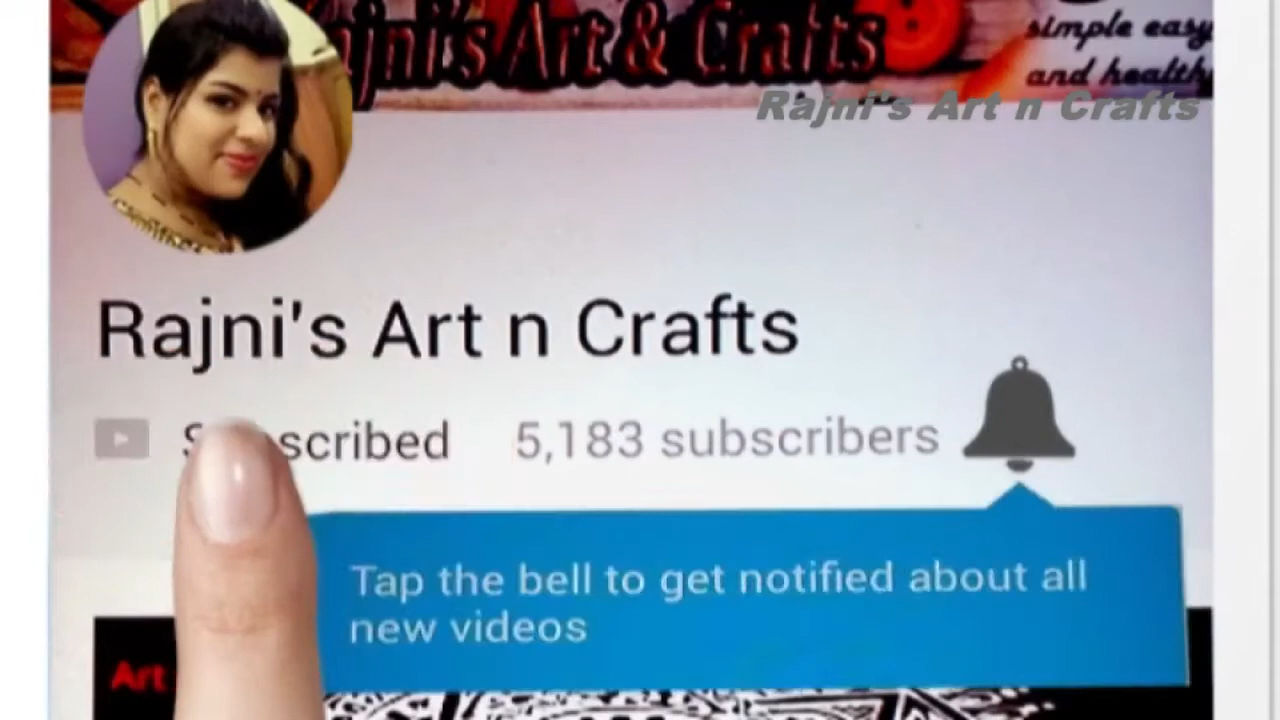 Rajni's Art & Crafts
simple easy
and healthy
Rajni's Art n Crafts
Rajni's Art n Crafts
Subscribed 5,183 subscribers
Tap the bell to get notified about all
new videos
Art